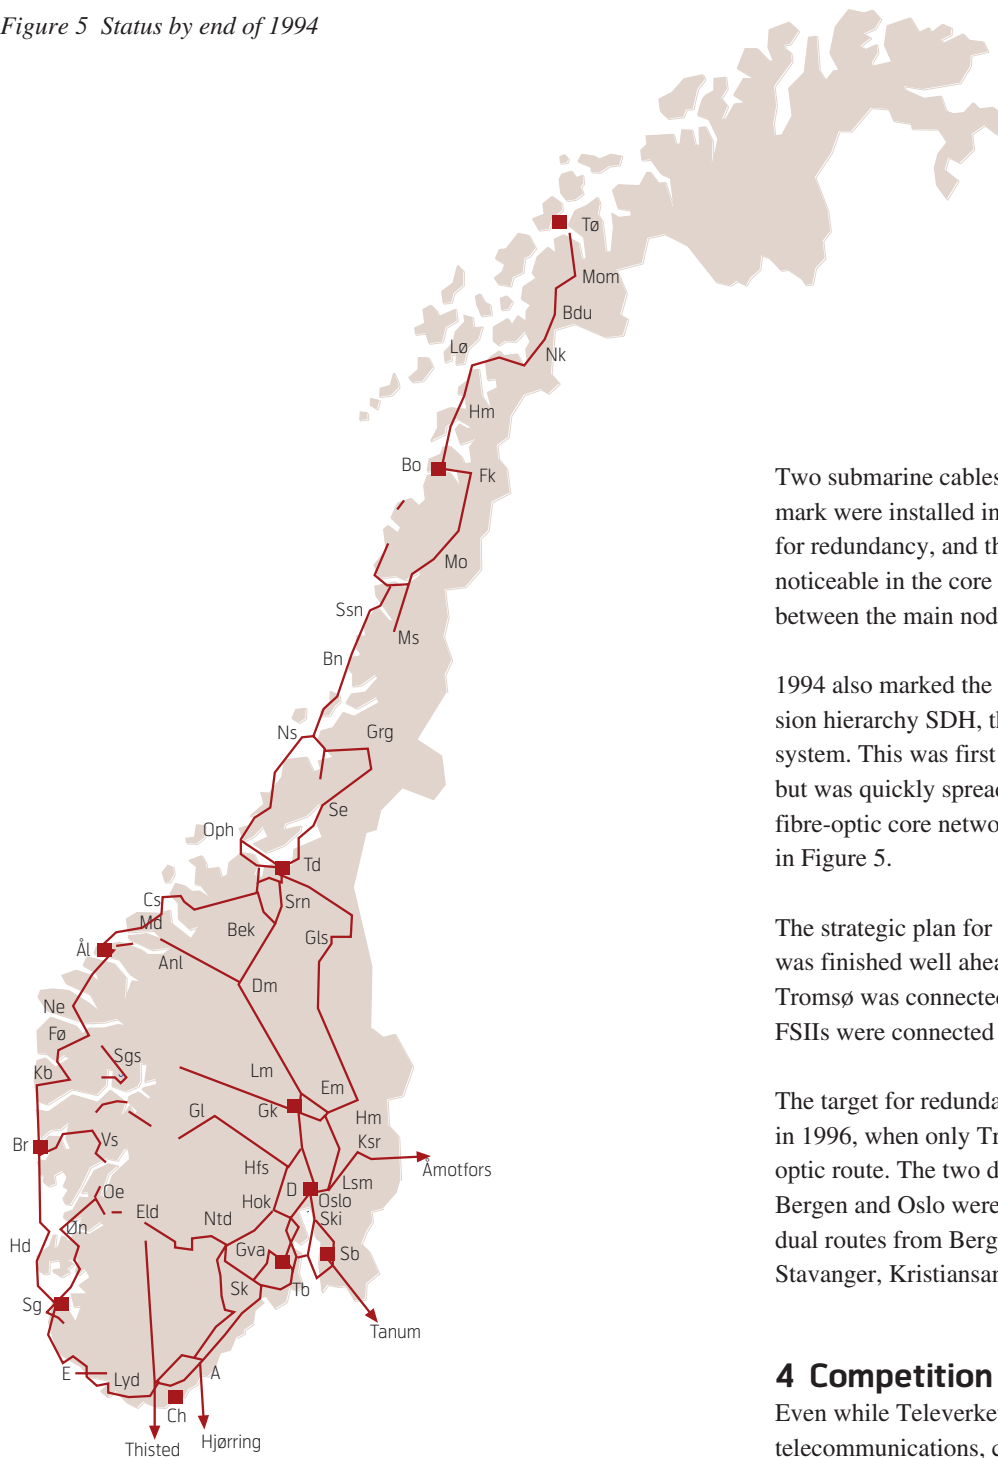 Figure 5 Status by end of 1994
Tø
Mom
Bdu
Lø
Nk
Hm
Bo
Fk
Mo
Ssn
Ms
Bn
Ns
Grg
Se
Oph
Td
Cs
Srn
Md
Bek
Gls
Ål
Anl
Dm
Ne
Fø
Sgs
Kb
Lm
Em
Gl
Gk
Hm
Br
Vs
Ksr
Hfs
Åmotfors
Oe
D
Lsm
Eld
Hok
Oslo
Øn
Ntd
Ski
Hd
Gva
Sb
Sk
Tb
Sg
Tanum
E
Lyd
A
Ch
Thisted
Hjørring
Two submarine cables
mark were installed in
for redundancy, and th
noticeable in the core
between the main nod
1994 also marked the
sion hierarchy SDH, th
system. This was first
but was quickly spread
fibre-optic core netwo
in Figure 5.
The strategic plan for
was finished well ahea
Tromsø was connected
FSIIs were connected
The target for redunda
in 1996, when only Tr
optic route. The two d
Bergen and Oslo were
dual routes from Berg
Stavanger, Kristiansan
4 Competition
Even while Televerke
telecommunications, c